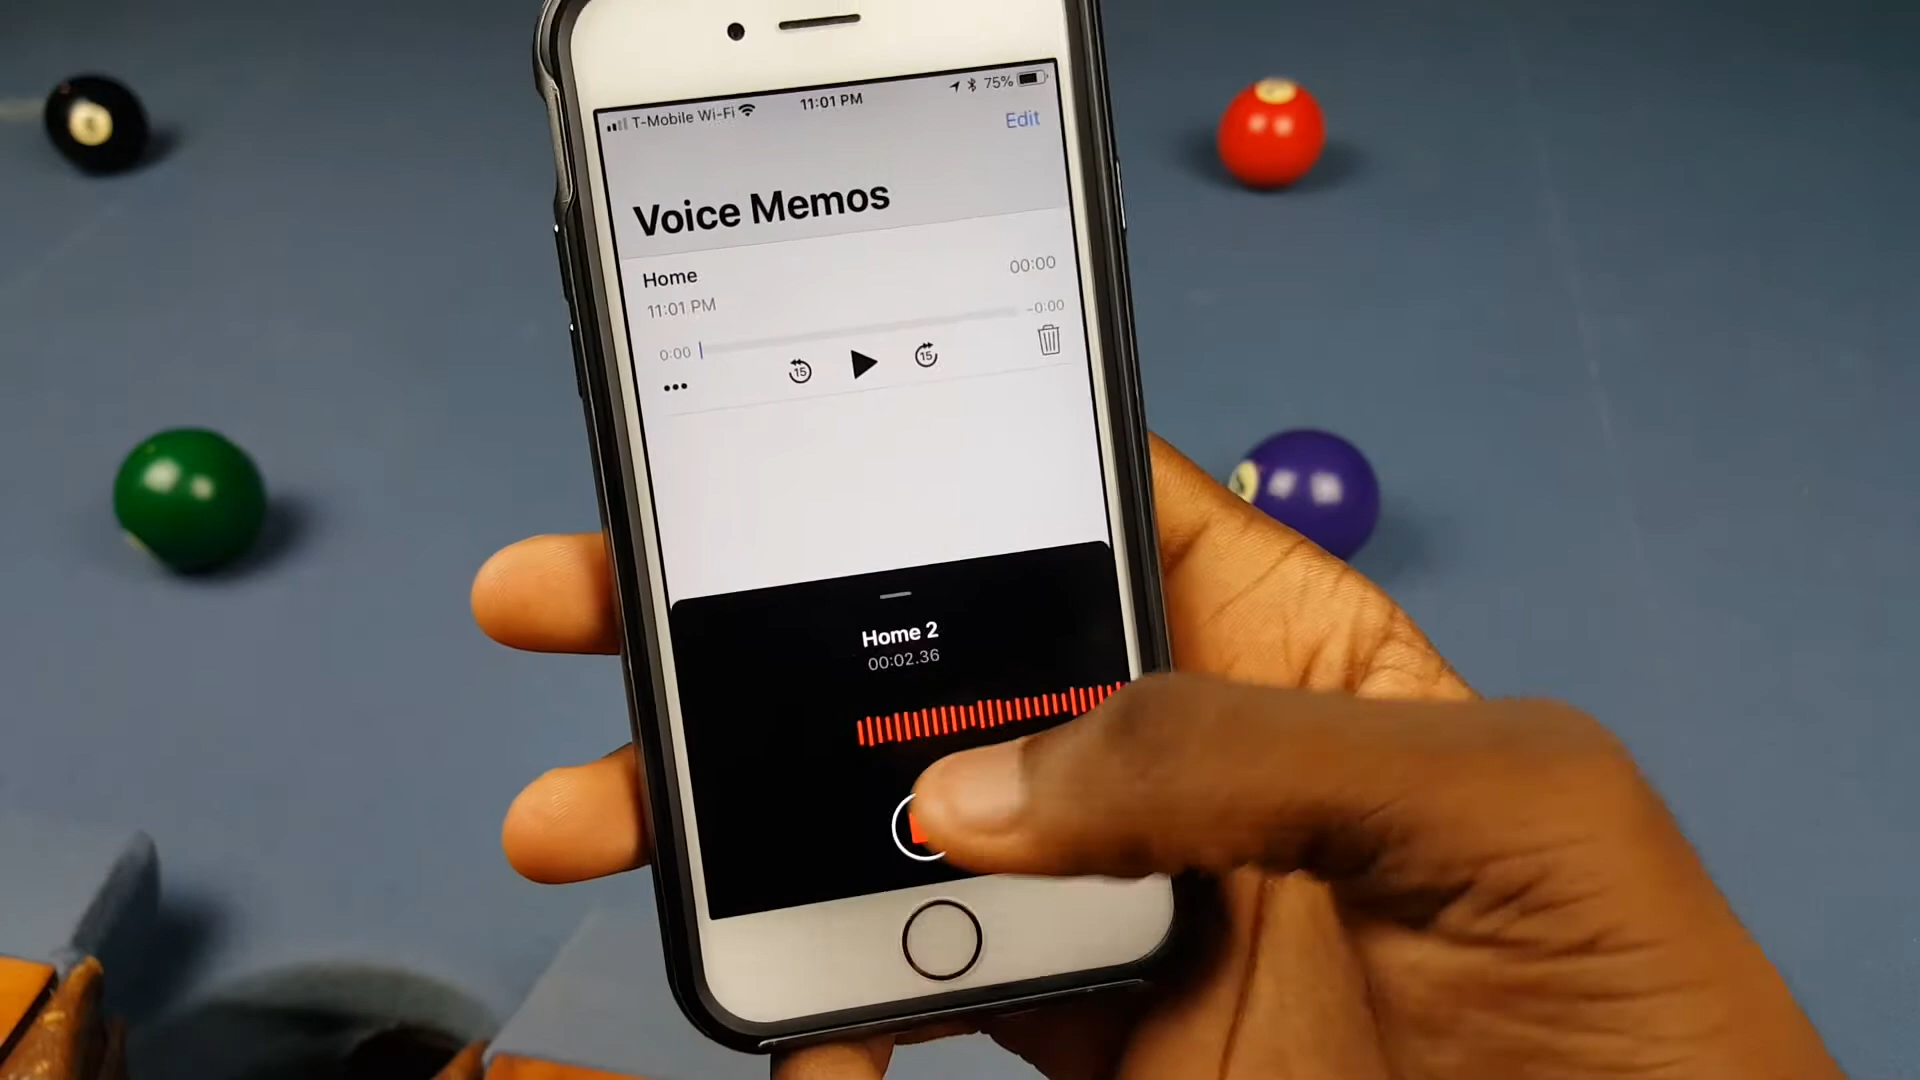 T-Mobile Wi-Fi 11:01 PM 75%
Edit
Voice Memos
Home 00:00
11:01 PM
0:00 -0:00
15 15
Home 2
00:02.36